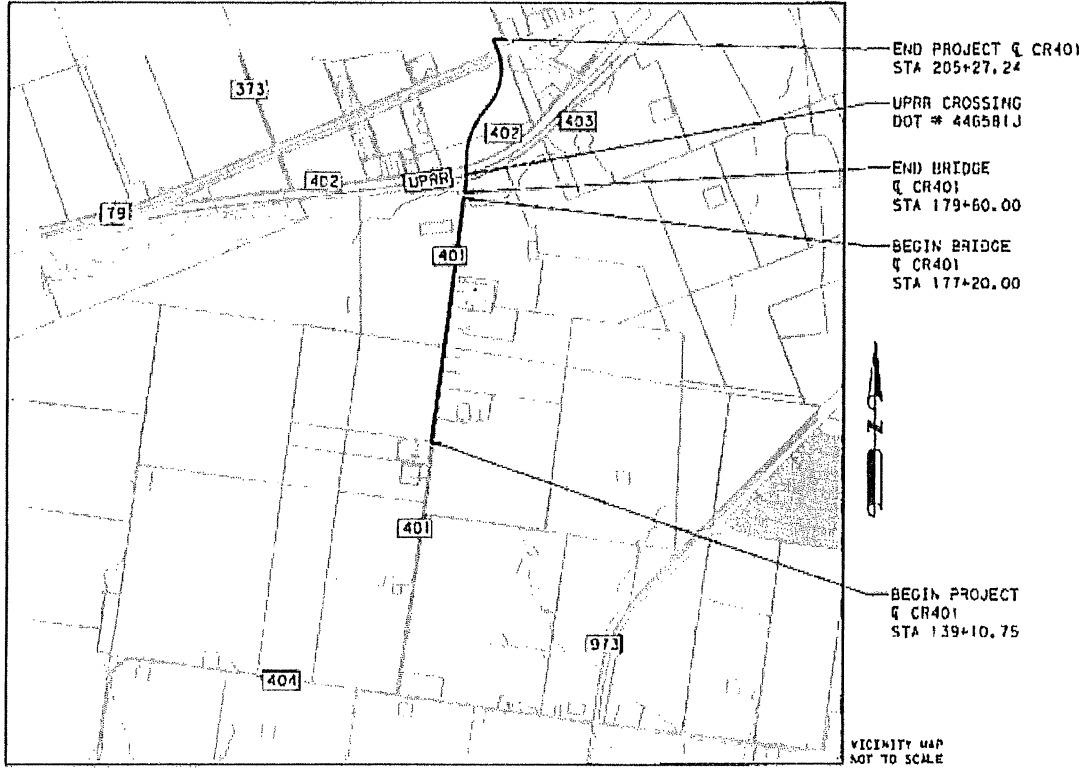 END PROJECT ℄ CR401
STA 205+27.24
UPRR CROSSING
DOT # 446581J
END BRIDGE
℄ CR401
STA 179+60.00
BEGIN BRIDGE
℄ CR401
STA 177+20.00
BEGIN PROJECT
℄ CR401
STA 139+10.75
373
402
403
402
UPRR
79
401
401
973
404
N
VICINITY MAP
NOT TO SCALE